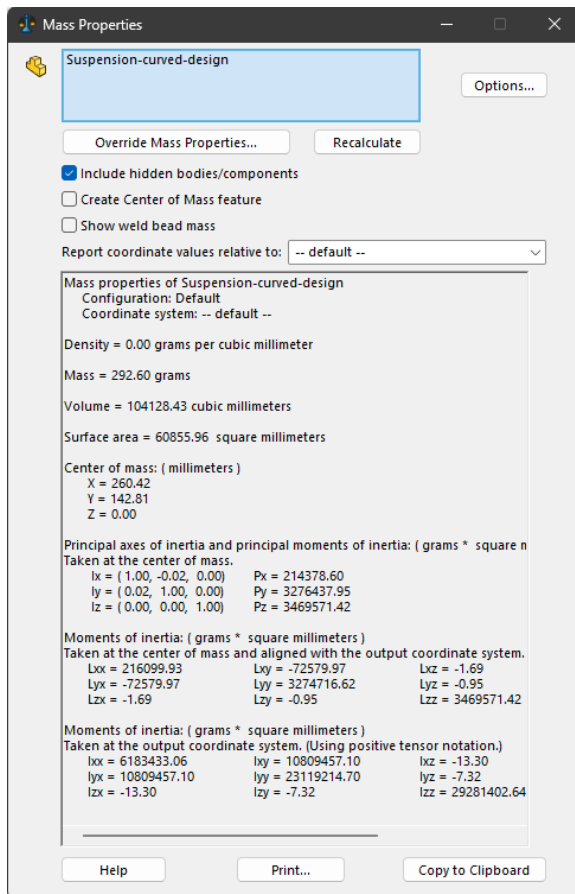 Mass Properties
Suspension-curved-design
Options...
Override Mass Properties...
Recalculate
Include hidden bodies/components
Create Center of Mass feature
Show weld bead mass
Report coordinate values relative to: -- default --
Mass properties of Suspension-curved-design
Configuration: Default
Coordinate system: -- default --
Density = 0.00 grams per cubic millimeter
Mass = 292.60 grams
Volume = 104128.43 cubic millimeters
Surface area = 60855.96 square millimeters
Center of mass: ( millimeters )
X = 260.42
Y = 142.81
Z = 0.00
Principal axes of inertia and principal moments of inertia: ( grams * square m
Taken at the center of mass.
Ix = ( 1.00, -0.02, 0.00) Px = 214378.60
Iy = ( 0.02, 1.00, 0.00) Py = 3276437.95
Iz = ( 0.00, 0.00, 1.00) Pz = 3469571.42
Moments of inertia: ( grams * square millimeters )
Taken at the center of mass and aligned with the output coordinate system.
Lxx = 216099.93 Lxy = -72579.97 Lxz = -1.69
Lyx = -72579.97 Lyy = 3274716.62 Lyz = -0.95
Lzx = -1.69 Lzy = -0.95 Lzz = 3469571.42
Moments of inertia: ( grams * square millimeters )
Taken at the output coordinate system. (Using positive tensor notation.)
Ixx = 6183433.06 Ixy = 10809457.10 Ixz = -13.30
Iyx = 10809457.10 Iyy = 23119214.70 Iyz = -7.32
Izx = -13.30 Izy = -7.32 Izz = 29281402.64
Help
Print...
Copy to Clipboard